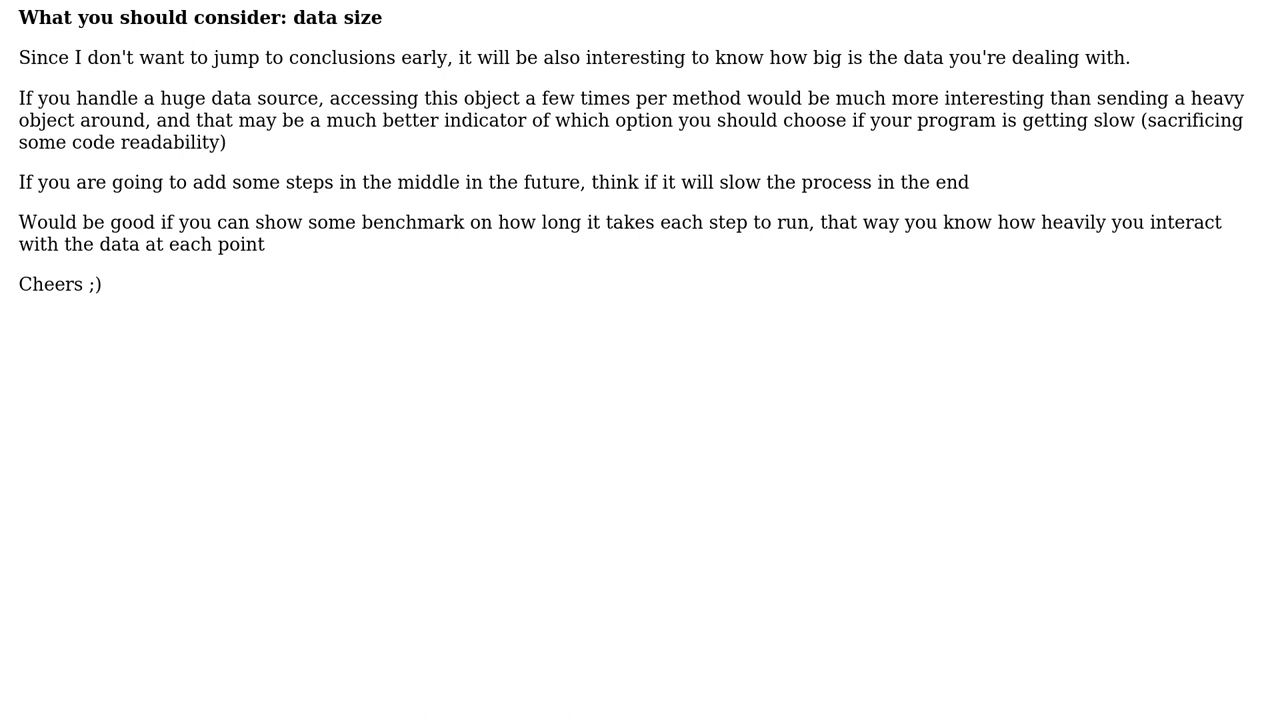 What you should consider: data size
Since I don't want to jump to conclusions early, it will be also interesting to know how big is the data you're dealing with.
If you handle a huge data source, accessing this object a few times per method would be much more interesting than sending a heavy
object around, and that may be a much better indicator of which option you should choose if your program is getting slow (sacrificing
some code readability)
If you are going to add some steps in the middle in the future, think if it will slow the process in the end
Would be good if you can show some benchmark on how long it takes each step to run, that way you know how heavily you interact
with the data at each point
Cheers ;)